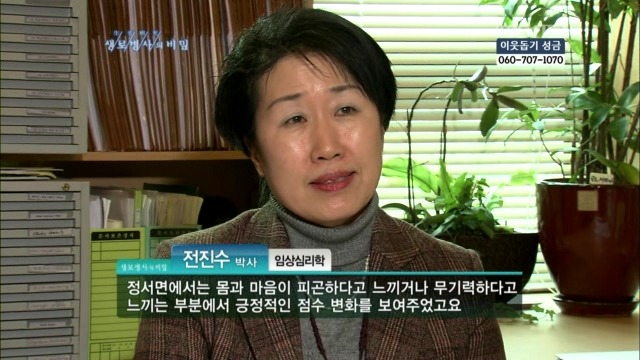 생로병사의 비밀
이웃돕기 성금
060-707-1070
생로병사의 비밀
전진수 박사
임상심리학
정서면에서는 몸과 마음이 피곤하다고 느끼거나 무기력하다고
느끼는 부분에서 긍정적인 점수 변화를 보여주었고요